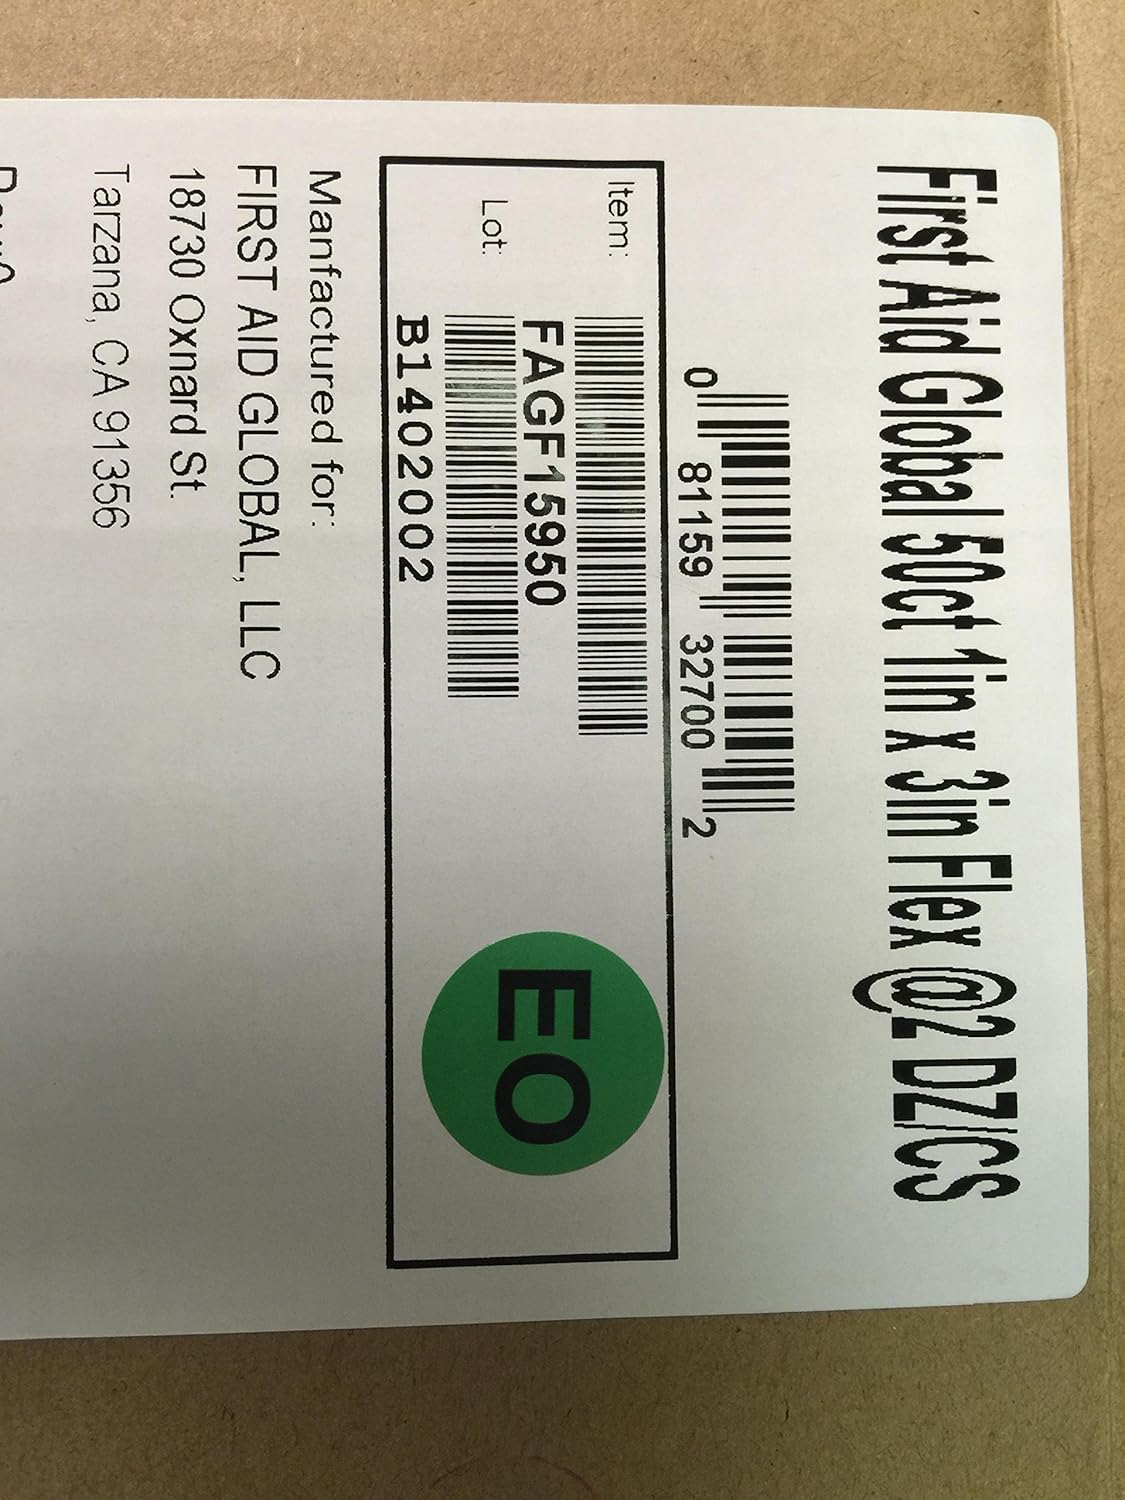 First Aid Global 50ct 1in x 3in Flex @2 DZ/CS
0 81159 32700 2
Item:
FAGF15950
Lot:
B1402002
EO
Manfactured for:
FIRST AID GLOBAL, LLC
18730 Oxnard St.
Tarzana, CA 91356